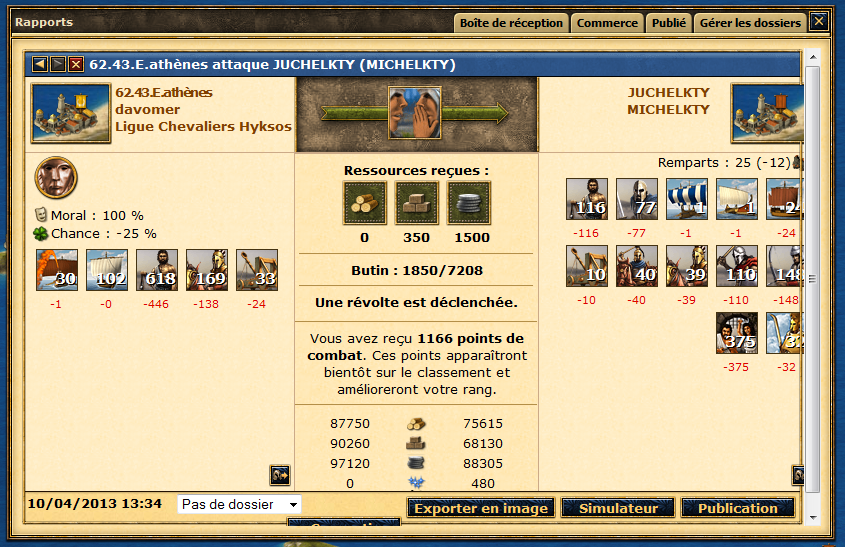 Rapports
Boîte de réception
Commerce
Publié
Gérer les dossiers
62.43.E.athènes attaque JUCHELKTY (MICHELKTY)
62.43.E.athènes
davomer
Ligue Chevaliers Hyksos
JUCHELKTY
MICHELKTY
Moral : 100 %
Chance : -25 %
30 102 618 169 33
-1 -0 -446 -138 -24
Ressources reçues :
0 350 1500
Butin : 1850/7208
Une révolte est déclenchée.
Vous avez reçu 1166 points de
combat. Ces points apparaîtront
bientôt sur le classement et
amélioreront votre rang.
87750 75615
90260 68130
97120 88305
0 480
Remparts : 25 (-12)
116 77 1 1 24
-116 -77 -1 -1 -24
10 40 39 110 148
-10 -40 -39 -110 -148
375
-375 -32
10/04/2013 13:34
Pas de dossier
Exporter en image
Simulateur
Publication